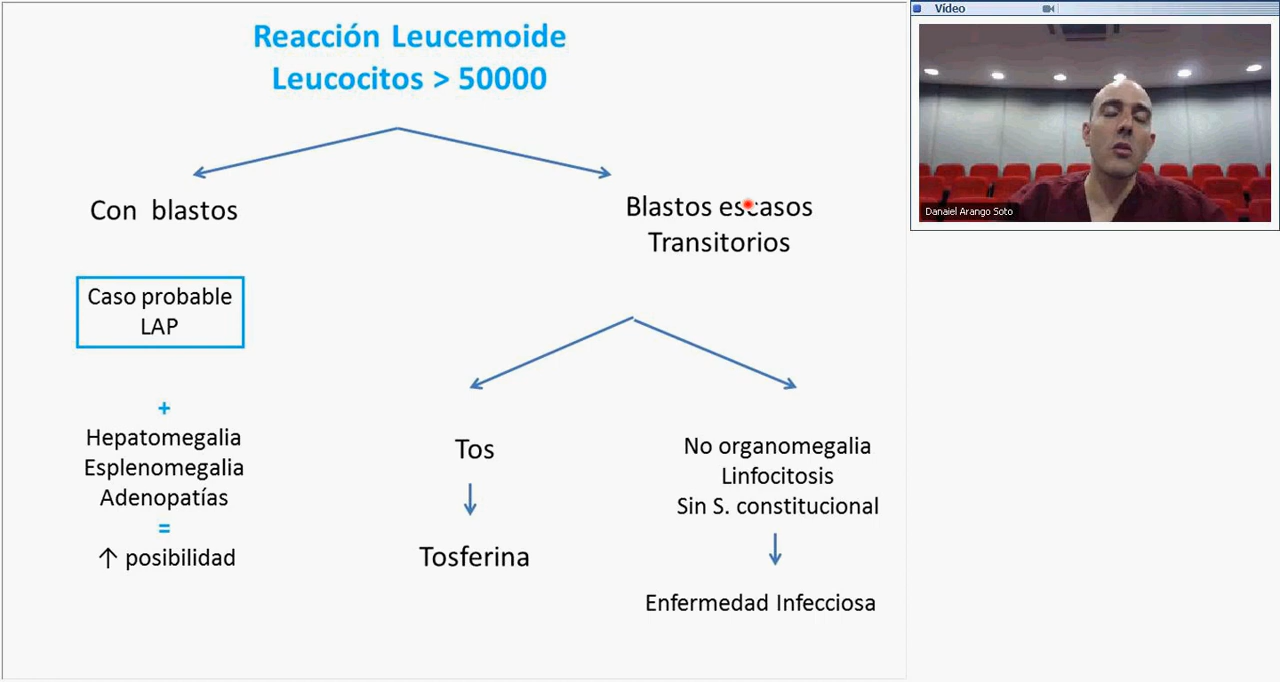 Reacción Leucemoide
Leucocitos > 50000
Con blastos
Blastos escasos
Transitorios
Caso probable
LAP
+
Hepatomegalia
Esplenomegalia
Adenopatías
=
↑ posibilidad
Tos
Tosferina
No organomegalia
Linfocitosis
Sin S. constitucional
Enfermedad Infecciosa
Vídeo
Danaiel Arango Soto